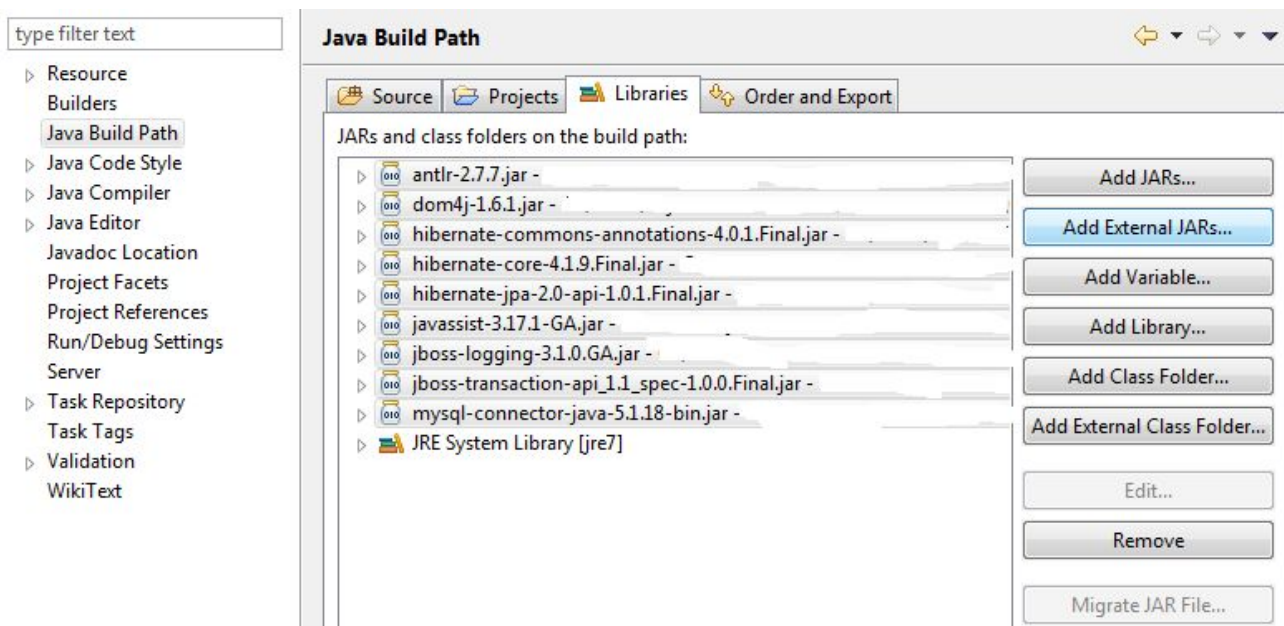 type filter text
Resource
Builders
Java Build Path
Java Code Style
Java Compiler
Java Editor
Javadoc Location
Project Facets
Project References
Run/Debug Settings
Server
Task Repository
Task Tags
Validation
WikiText
Java Build Path
Source Projects Libraries Order and Export
JARs and class folders on the build path:
antlr-2.7.7.jar -
dom4j-1.6.1.jar -
hibernate-commons-annotations-4.0.1.Final.jar -
hibernate-core-4.1.9.Final.jar -
hibernate-jpa-2.0-api-1.0.1.Final.jar -
javassist-3.17.1-GA.jar -
jboss-logging-3.1.0.GA.jar -
jboss-transaction-api_1.1_spec-1.0.0.Final.jar -
mysql-connector-java-5.1.18-bin.jar -
JRE System Library [jre7]
Add JARs...
Add External JARs...
Add Variable...
Add Library...
Add Class Folder...
Add External Class Folder...
Edit...
Remove
Migrate JAR File...